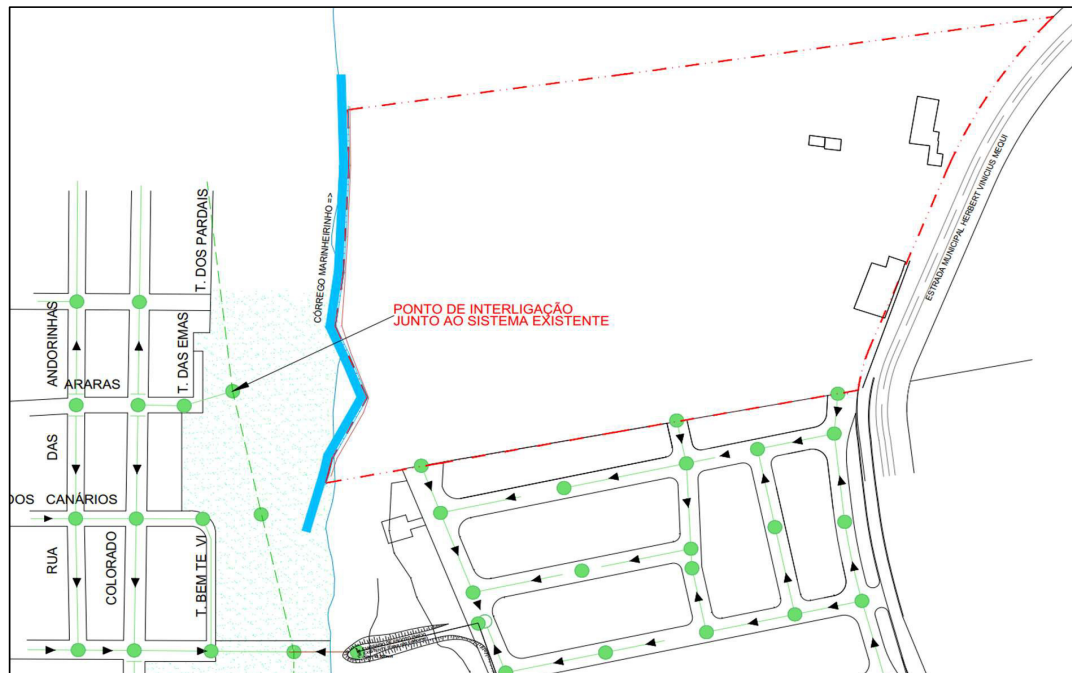 T. DOS PARDAIS
CÓRREGO MARINHEIRINHO =>
ESTRADA MUNICIPAL HERBERT VINICIUS MEQUI
PONTO DE INTERLIGAÇÃO
JUNTO AO SISTEMA EXISTENTE
ANDORINHAS
T. DAS EMAS
ARARAS
DAS
DOS CANÁRIOS
RUA
COLORADO
T. BEM TE VI